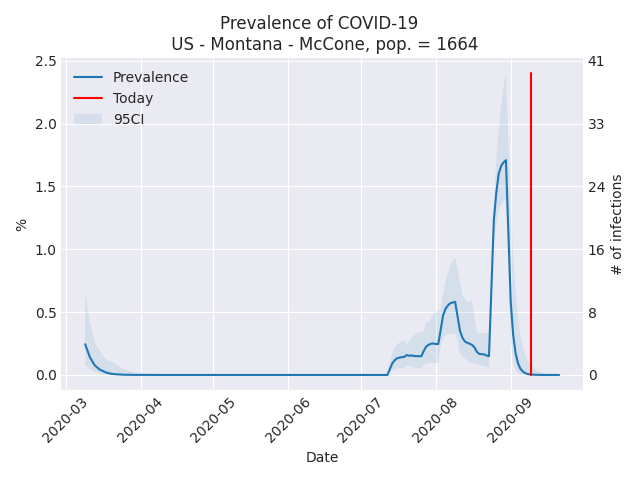 Prevalence of COVID-19
US - Montana - McCone, pop. = 1664
Prevalence
Today
95CI
2.5
2.0
1.5
1.0
0.5
0.0
%
41
33
24
16
8
0
# of infections
2020-03
2020-04
2020-05
2020-06
2020-07
2020-08
2020-09
Date